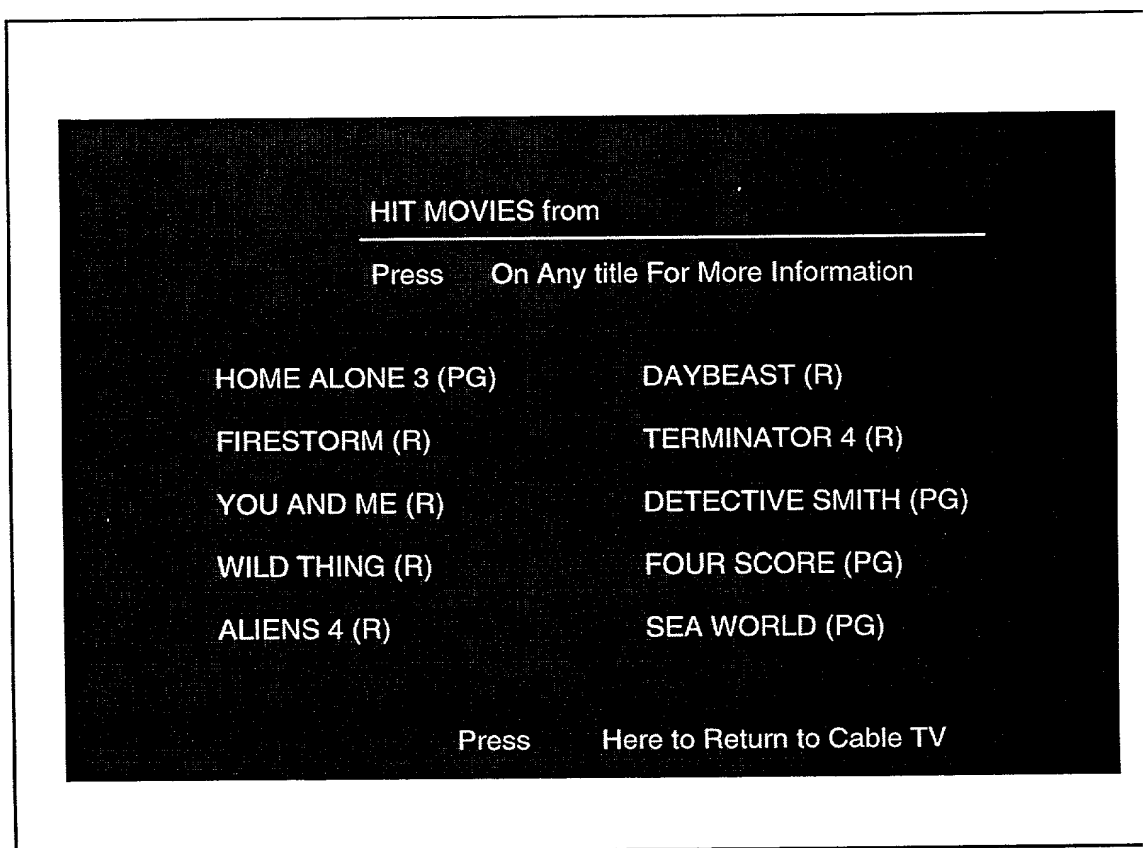 HIT MOVIES from
Press On Any title For More Information
HOME ALONE 3 (PG)
FIRESTORM (R)
YOU AND ME (R)
WILD THING (R)
ALIENS 4 (R)
DAYBEAST (R)
TERMINATOR 4 (R)
DETECTIVE SMITH (PG)
FOUR SCORE (PG)
SEA WORLD (PG)
Press Here to Return to Cable TV